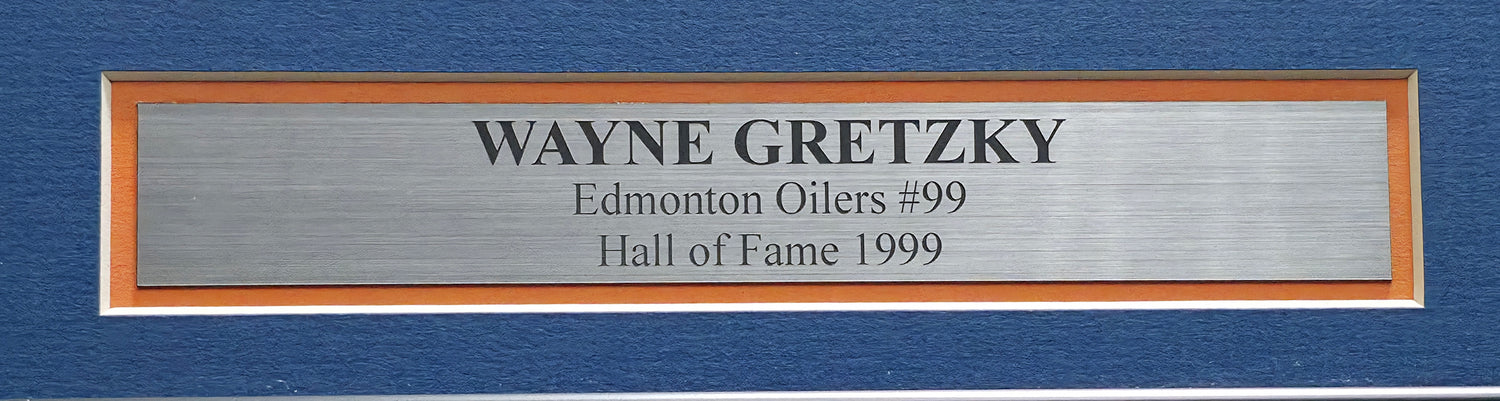 WAYNE GRETZKY
Edmonton Oilers #99
Hall of Fame 1999